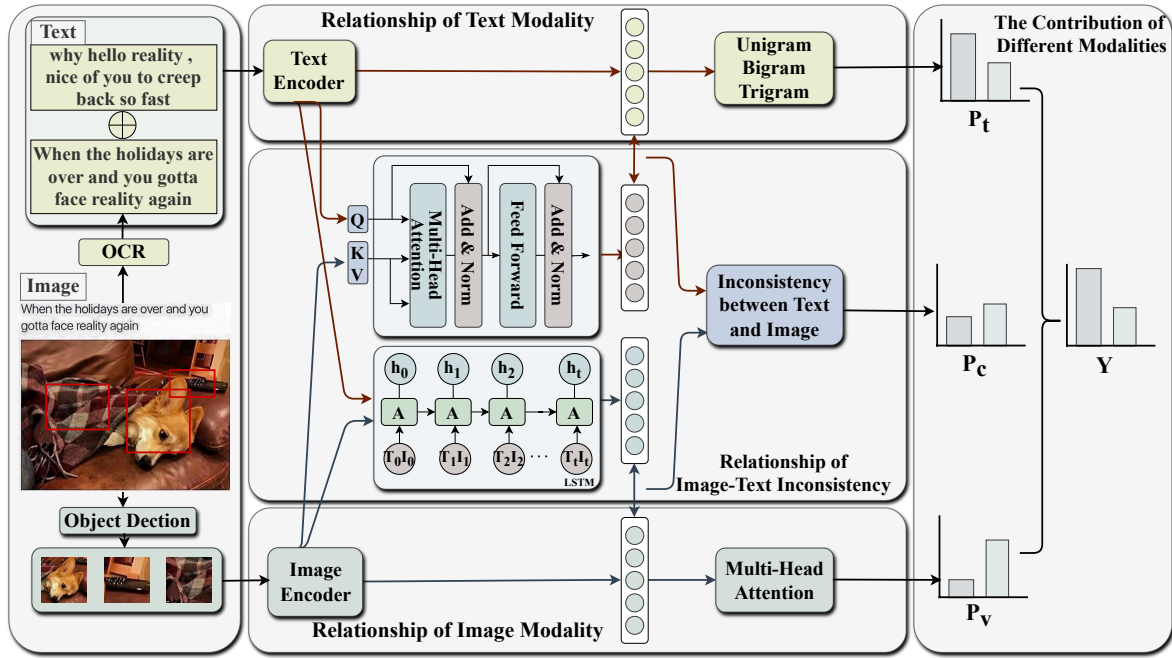 Text
why hello reality ,
nice of you to creep
back so fast
When the holidays are
over and you gotta
face reality again
OCR
Image
When the holidays are over and you
gotta face reality again
Object Dection
Relationship of Text Modality
Text
Encoder
Unigram
Bigram
Trigram
Q
K
V
Multi-Head
Attention
Add & Norm
Feed Forward
Add & Norm
h0
h1
h2
ht
A
A
A
A
T0I0
T1I1
T2I2
...
TtIt
LSTM
Inconsistency
between Text
and Image
Relationship of
Image-Text Inconsistency
Image
Encoder
Multi-Head
Attention
Relationship of Image Modality
The Contribution of
Different Modalities
Pt
Pc
Y
Pv